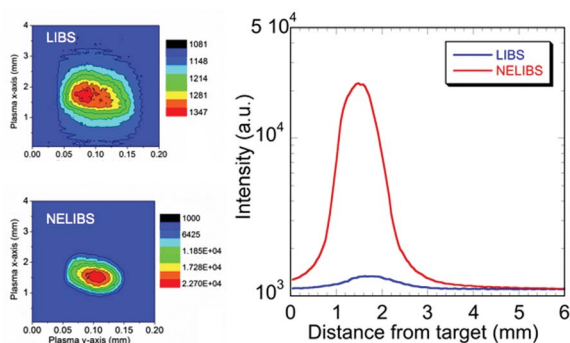 LIBS
Plasma x-axis (mm)
4
3
2
1
0
0.00 0.05 0.10 0.15 0.20
1081
1148
1214
1281
1347
NELIBS
Plasma x-axis (mm)
4
3
2
1
0.00 0.05 0.10 0.15 0.20
Plasma y-axis (mm)
1000
6425
1.185E+04
1.728E+04
2.270E+04
5 10⁴
10⁴
10³
Intensity (a.u.)
LIBS
NELIBS
0 1 2 3 4 5 6
Distance from target (mm)